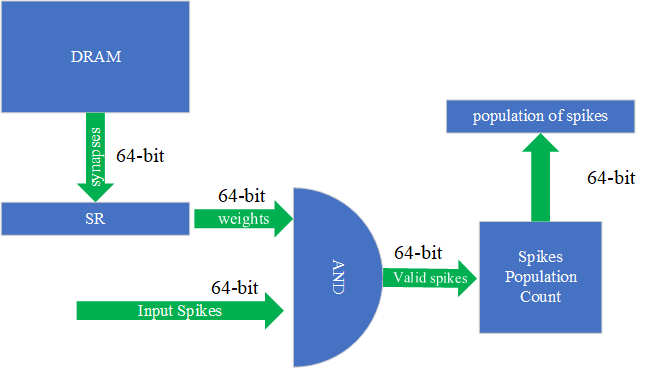 DRAM
synapses
64-bit
SR
64-bit
weights
64-bit
Input Spikes
AND
64-bit
Valid spikes
Spikes
Population
Count
64-bit
population of spikes